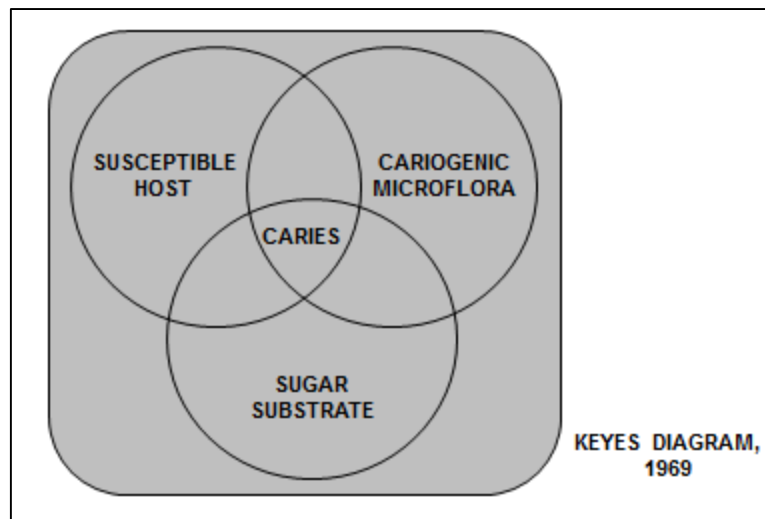 SUSCEPTIBLE
HOST
CARIOGENIC
MICROFLORA
CARIES
SUGAR
SUBSTRATE
KEYES DIAGRAM,
1969